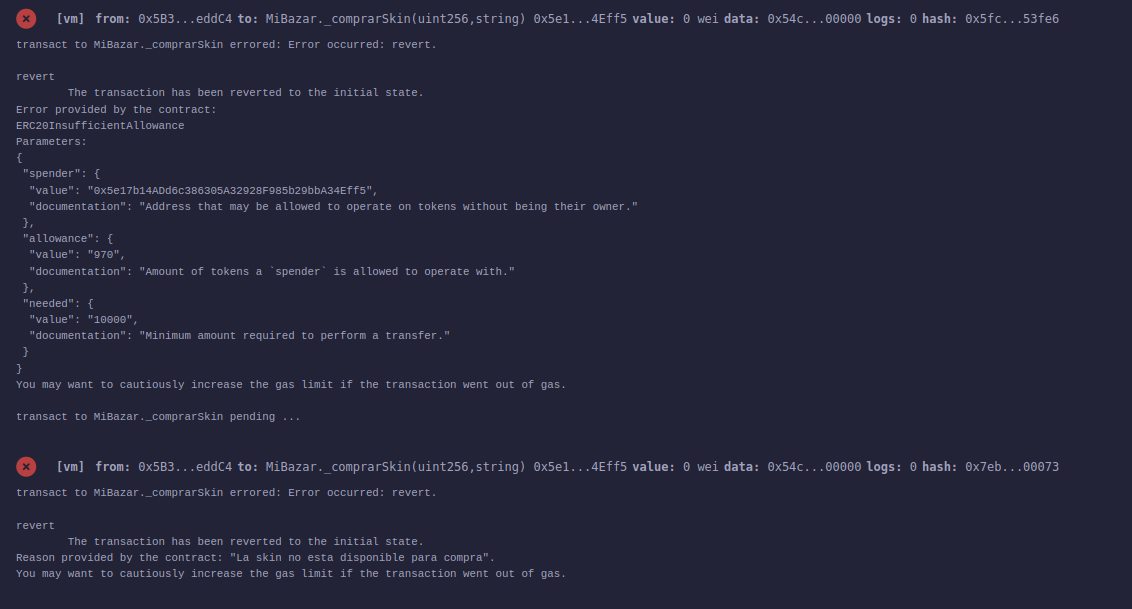 [vm] from: 0x5B3...eddC4 to: MiBazar._comprarSkin(uint256,string) 0x5e1...4Eff5 value: 0 wei data: 0x54c...00000 logs: 0 hash: 0x5fc...53fe6
transact to MiBazar._comprarSkin errored: Error occurred: revert.
revert
The transaction has been reverted to the initial state.
Error provided by the contract:
ERC20InsufficientAllowance
Parameters:
{
"spender": {
"value": "0x5e17b14ADd6c386305A32928F985b29bbA34Eff5",
"documentation": "Address that may be allowed to operate on tokens without being their owner."
},
"allowance": {
"value": "970",
"documentation": "Amount of tokens a `spender` is allowed to operate with."
},
"needed": {
"value": "10000",
"documentation": "Minimum amount required to perform a transfer."
}
}
You may want to cautiously increase the gas limit if the transaction went out of gas.
transact to MiBazar._comprarSkin pending ...
[vm] from: 0x5B3...eddC4 to: MiBazar._comprarSkin(uint256,string) 0x5e1...4Eff5 value: 0 wei data: 0x54c...00000 logs: 0 hash: 0x7eb...00073
transact to MiBazar._comprarSkin errored: Error occurred: revert.
revert
The transaction has been reverted to the initial state.
Reason provided by the contract: "La skin no esta disponible para compra".
You may want to cautiously increase the gas limit if the transaction went out of gas.